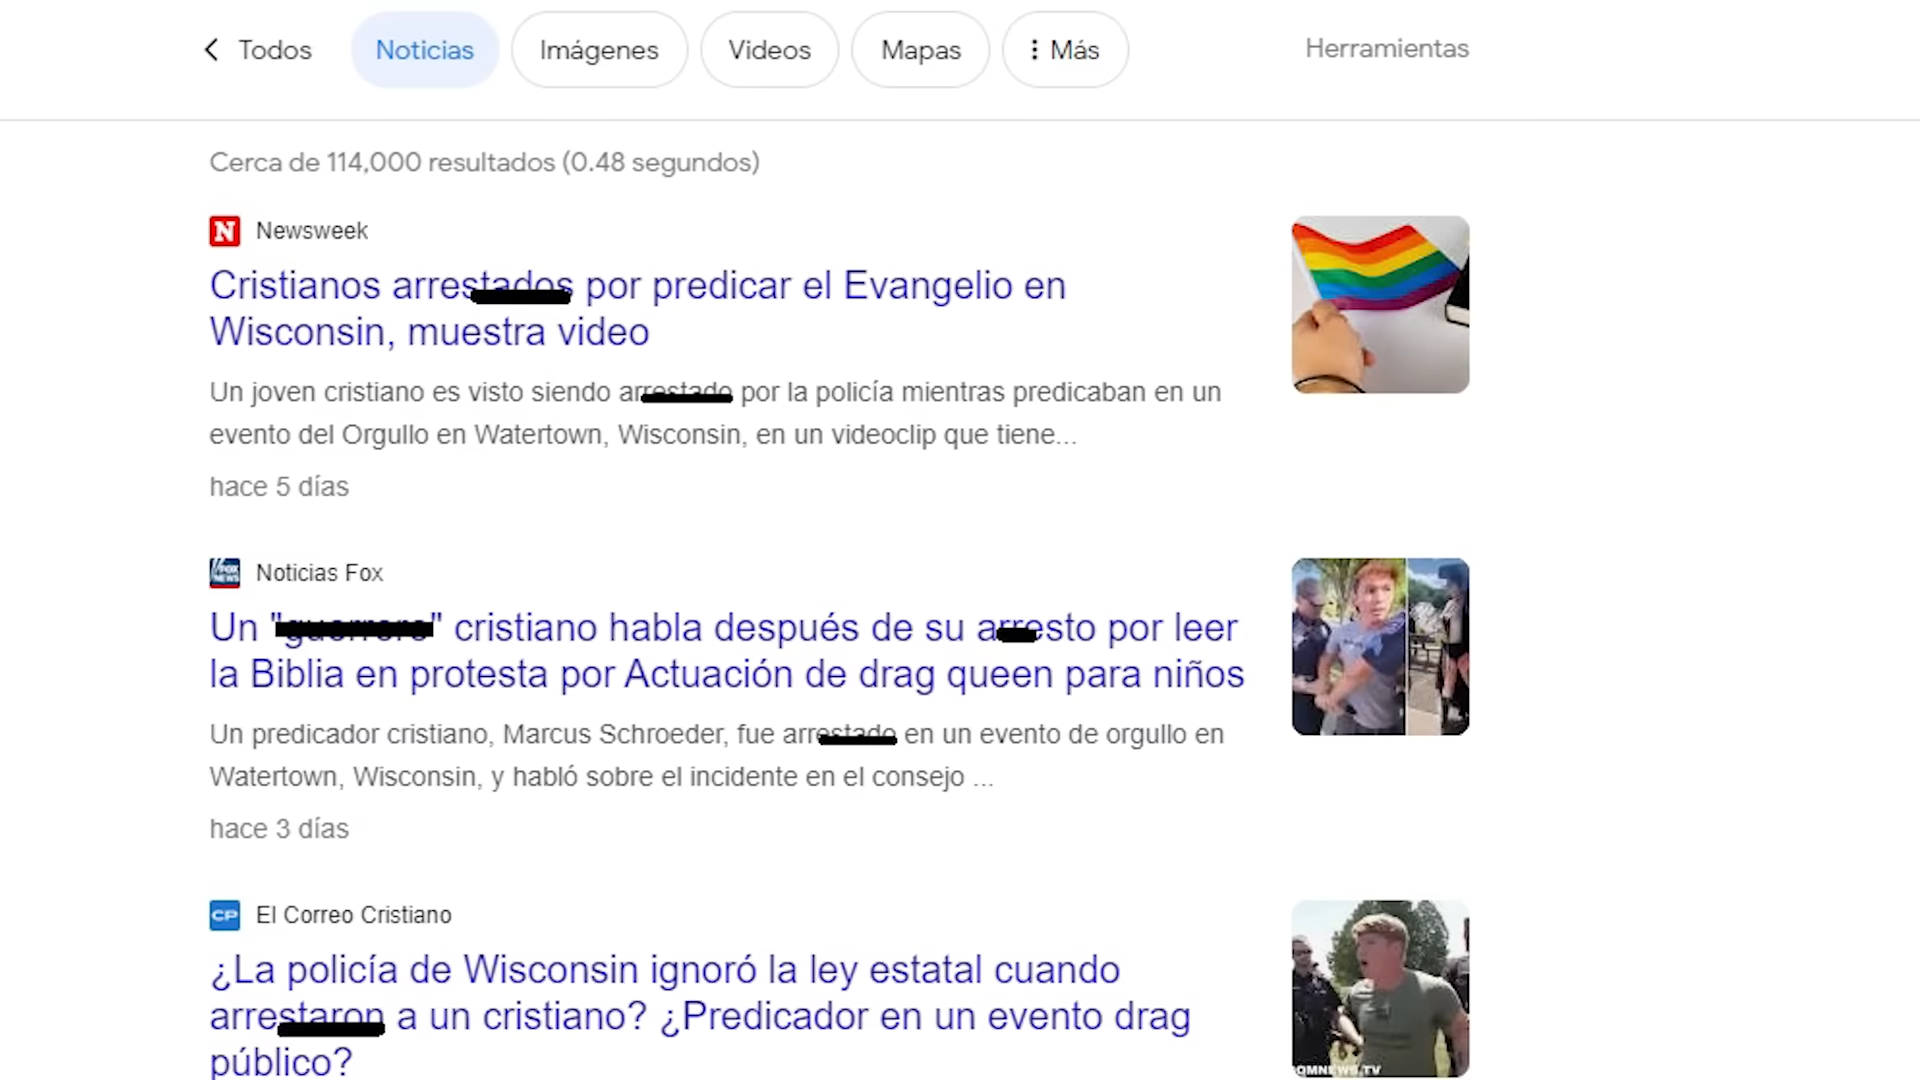 Todos Noticias Imágenes Videos Mapas Más Herramientas
Cerca de 114,000 resultados (0.48 segundos)
N Newsweek
Cristianos arrestados por predicar el Evangelio en
Wisconsin, muestra video
Un joven cristiano es visto siendo arrestado por la policía mientras predicaban en un
evento del Orgullo en Watertown, Wisconsin, en un videoclip que tiene...
hace 5 días
FOX NEWS Noticias Fox
Un "guerrero" cristiano habla después de su arresto por leer
la Biblia en protesta por Actuación de drag queen para niños
Un predicador cristiano, Marcus Schroeder, fue arrestado en un evento de orgullo en
Watertown, Wisconsin, y habló sobre el incidente en el consejo ...
hace 3 días
CP El Correo Cristiano
¿La policía de Wisconsin ignoró la ley estatal cuando
arrestaron a un cristiano? ¿Predicador en un evento drag
público?
OMNEWS.TV